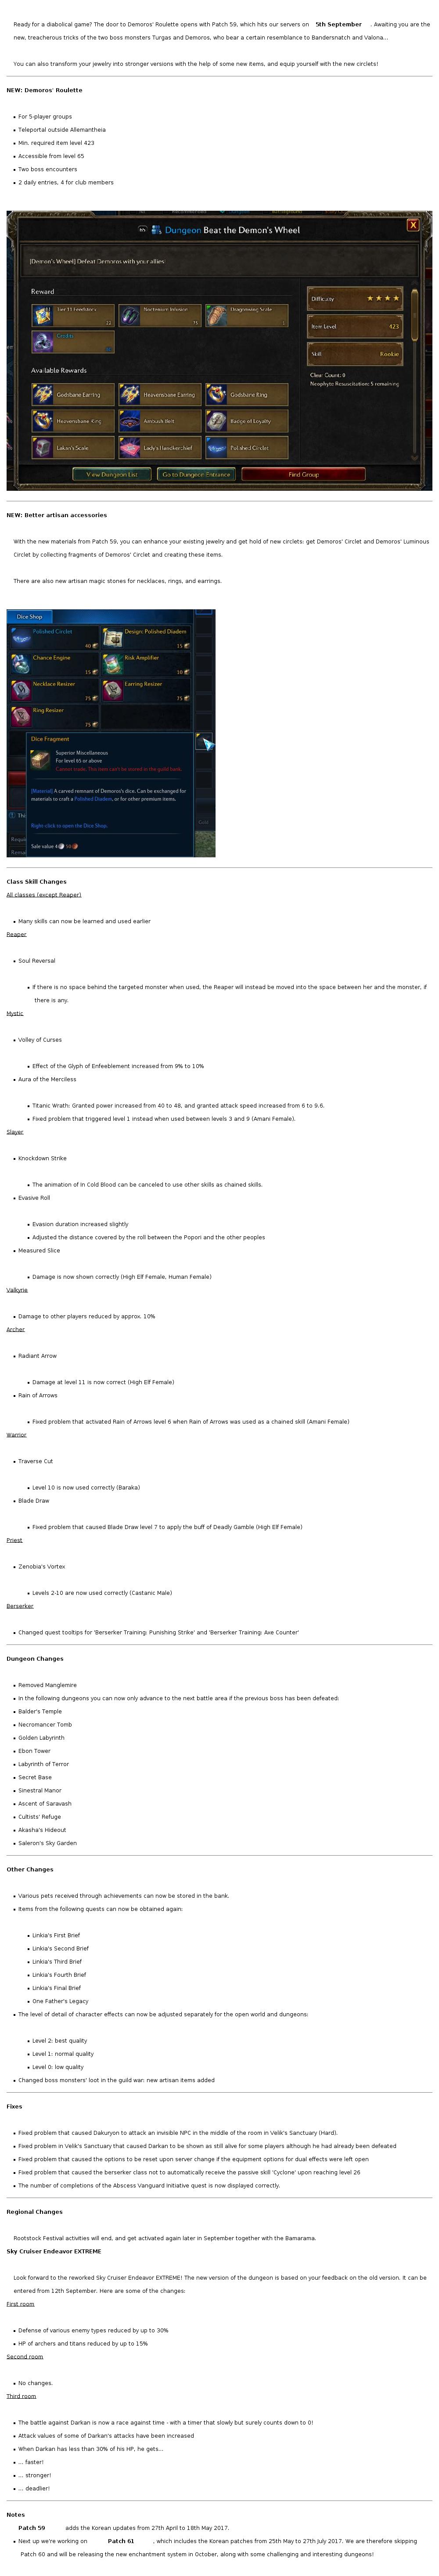 Ready for a diabolical game? The door to Demoros' Roulette opens with Patch 59, which hits our servers on 5th September . Awaiting you are the
new, treacherous tricks of the two boss monsters Turgas and Demoros, who bear a certain resemblance to Bandersnatch and Valona...
You can also transform your jewelry into stronger versions with the help of some new items, and equip yourself with the new circlets!
NEW: Demoros' Roulette
• For 5-player groups
• Teleportal outside Allemantheia
• Min. required item level 423
• Accessible from level 65
• Two boss encounters
• 2 daily entries, 4 for club members
Dungeon Beat the Demon's Wheel
[Demon's Wheel] Defeat Demoros with your allies!
Reward
Difficulty ★ ★ ★ ★
Item Level 423
Skill Rookie
Clear Count: 0
Neophyte Resuscitation: 5 remaining
Available Rewards
Godsbane Earring
Heavensbane Earring
Godsbane Ring
Heavensbane Ring
Ambush Belt
Badge of Loyalty
Lakan's Scale
Lady's Handkerchief
Polished Circlet
View Dungeon List
Go to Dungeon Entrance
Find Group
NEW: Better artisan accessories
With the new materials from Patch 59, you can enhance your existing jewelry and get hold of new circlets: get Demoros' Circlet and Demoros' Luminous
Circlet by collecting fragments of Demoros' Circlet and creating these items.
There are also new artisan magic stones for necklaces, rings, and earrings.
Dice Shop
Polished Circlet
40
Design: Polished Diadem
15
Chance Engine
15
Risk Amplifier
30
Necklace Resizer
75
Earring Resizer
75
Ring Resizer
75
Dice Fragment
Superior Miscellaneous
For level 65 or above
Cannot trade. This item can't be stored in the guild bank.
[Material] A carved remnant of Demoros's dice. Can be exchanged for
materials to craft a Polished Diadem, or for other premium items.
Right-click to open the Dice Shop.
Sale value 4
Class Skill Changes
All classes (except Reaper)
• Many skills can now be learned and used earlier
Reaper
• Soul Reversal
• If there is no space behind the targeted monster when used, the Reaper will instead be moved into the space between her and the monster, if
there is any.
Mystic
• Volley of Curses
• Effect of the Glyph of Enfeeblement increased from 9% to 10%
• Aura of the Merciless
• Titanic Wrath: Granted power increased from 40 to 48, and granted attack speed increased from 6 to 9.6.
• Fixed problem that triggered level 1 instead when used between levels 3 and 9 (Amani Female).
Slayer
• Knockdown Strike
• The animation of In Cold Blood can be canceled to use other skills as chained skills.
• Evasive Roll
• Evasion duration increased slightly
• Adjusted the distance covered by the roll between the Popori and the other peoples
• Measured Slice
• Damage is now shown correctly (High Elf Female, Human Female)
Valkyrie
• Damage to other players reduced by approx. 10%
Archer
• Radiant Arrow
• Damage at level 11 is now correct (High Elf Female)
• Rain of Arrows
• Fixed problem that activated Rain of Arrows level 6 when Rain of Arrows was used as a chained skill (Amani Female)
Warrior
• Traverse Cut
• Level 10 is now used correctly (Baraka)
• Blade Draw
• Fixed problem that caused Blade Draw level 7 to apply the buff of Deadly Gamble (High Elf Female)
Priest
• Zenobia's Vortex
• Levels 2-10 are now used correctly (Castanic Male)
Berserker
• Changed quest tooltips for 'Berserker Training: Punishing Strike' and 'Berserker Training: Axe Counter'
Dungeon Changes
• Removed Manglemire
• In the following dungeons you can now only advance to the next battle area if the previous boss has been defeated:
• Balder's Temple
• Necromancer Tomb
• Golden Labyrinth
• Ebon Tower
• Labyrinth of Terror
• Secret Base
• Sinestral Manor
• Ascent of Saravash
• Cultists' Refuge
• Akasha's Hideout
• Saleron's Sky Garden
Other Changes
• Various pets received through achievements can now be stored in the bank.
• Items from the following quests can now be obtained again:
• Linkia's First Brief
• Linkia's Second Brief
• Linkia's Third Brief
• Linkia's Fourth Brief
• Linkia's Final Brief
• One Father's Legacy
• The level of detail of character effects can now be adjusted separately for the open world and dungeons:
• Level 2: best quality
• Level 1: normal quality
• Level 0: low quality
• Changed boss monsters' loot in the guild war: new artisan items added
Fixes
• Fixed problem that caused Dakuryon to attack an invisible NPC in the middle of the room in Velik's Sanctuary (Hard).
• Fixed problem in Velik's Sanctuary that caused Darkan to be shown as still alive for some players although he had already been defeated
• Fixed problem that caused the options to be reset upon server change if the equipment options for dual effects were left open
• Fixed problem that caused the berserker class not to automatically receive the passive skill 'Cyclone' upon reaching level 26
• The number of completions of the Abscess Vanguard Initiative quest is now displayed correctly.
Regional Changes
Rootstock Festival activities will end, and get activated again later in September together with the Bamarama.
Sky Cruiser Endeavor EXTREME
Look forward to the reworked Sky Cruiser Endeavor EXTREME! The new version of the dungeon is based on your feedback on the old version. It can be
entered from 12th September. Here are some of the changes:
First room
• Defense of various enemy types reduced by up to 30%
• HP of archers and titans reduced by up to 15%
Second room
• No changes.
Third room
• The battle against Darkan is now a race against time - with a timer that slowly but surely counts down to 0!
• Attack values of some of Darkan's attacks have been increased
• When Darkan has less than 30% of his HP, he gets...
• ... faster!
• ... stronger!
• ... deadlier!
Notes
Patch 59 adds the Korean updates from 27th April to 18th May 2017.
• Next up we're working on Patch 61 , which includes the Korean patches from 25th May to 27th July 2017. We are therefore skipping
Patch 60 and will be releasing the new enchantment system in October, along with some challenging and interesting dungeons!